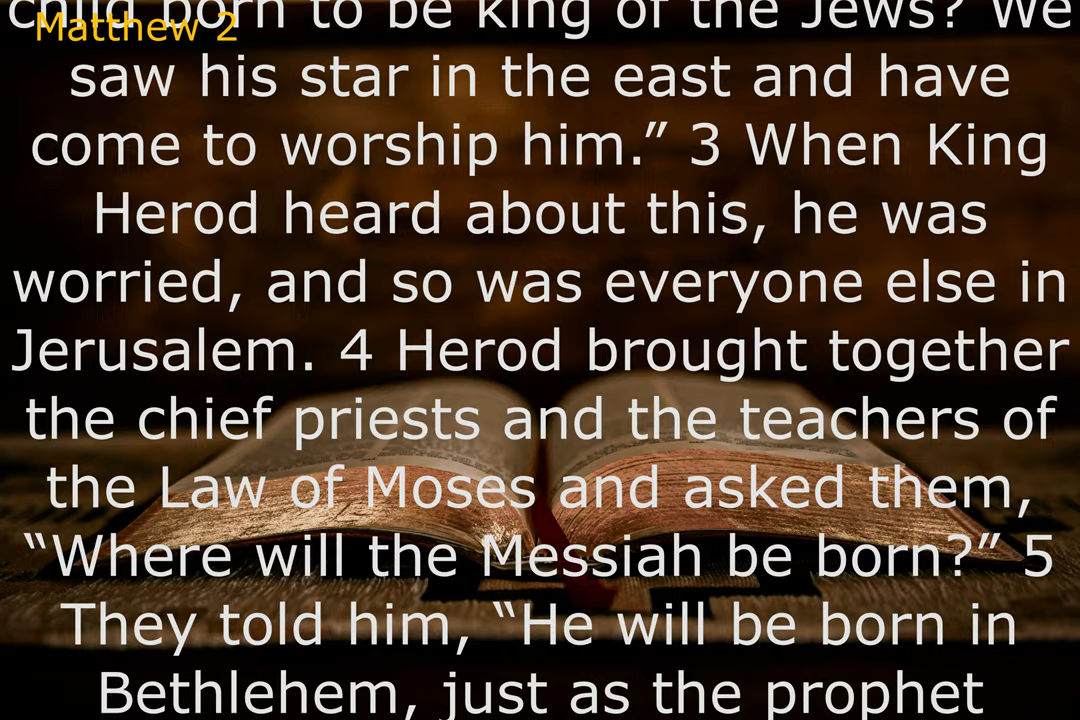 child born to be king of the Jews? We
Matthew 2
saw his star in the east and have
come to worship him.” 3 When King
Herod heard about this, he was
worried, and so was everyone else in
Jerusalem. 4 Herod brought together
the chief priests and the teachers of
the Law of Moses and asked them,
“Where will the Messiah be born?” 5
They told him, “He will be born in
Bethlehem, just as the prophet